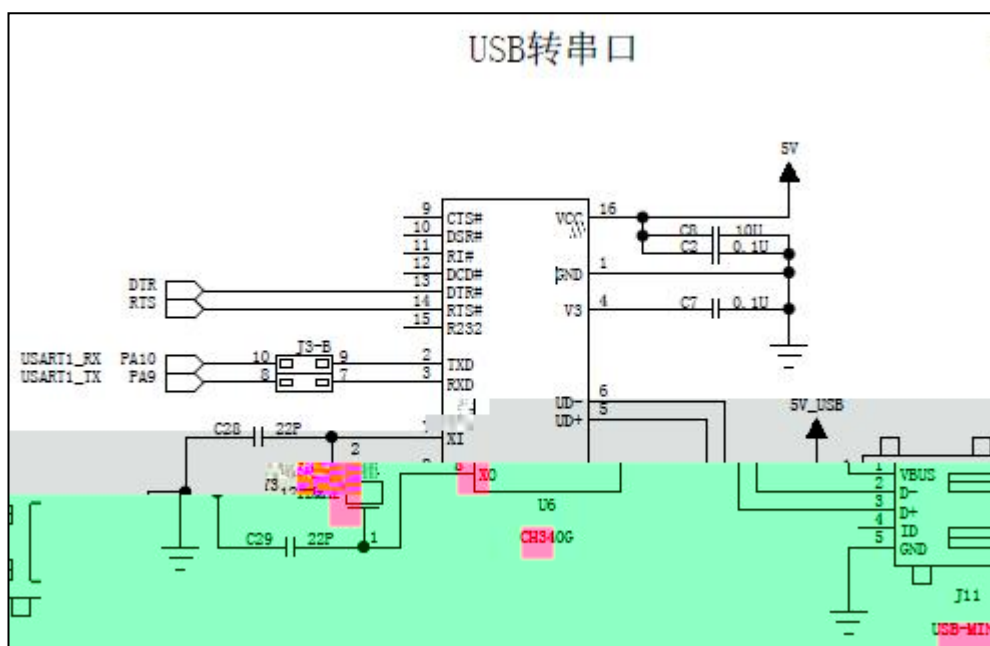 USB转串口
5V
9 CTS# VCC 16
10 DSR# C8 10U
11 RI# C2 0.1U
12 DCD# GND 1
DTR 13 DTR#
RTS 14 RTS# V3 4 C7 0.1U
15 R232
J3-B
USART1_RX PA10 10 9 2 TXD
USART1_TX PA9 8 7 3 RXD
UD- 6
UD+ 5 5V_USB
C28 22P XI
2
XO 1 VBUS
2 D-
U6 3 D+
4 ID
C29 22P 1 CH340G 5 GND
J11